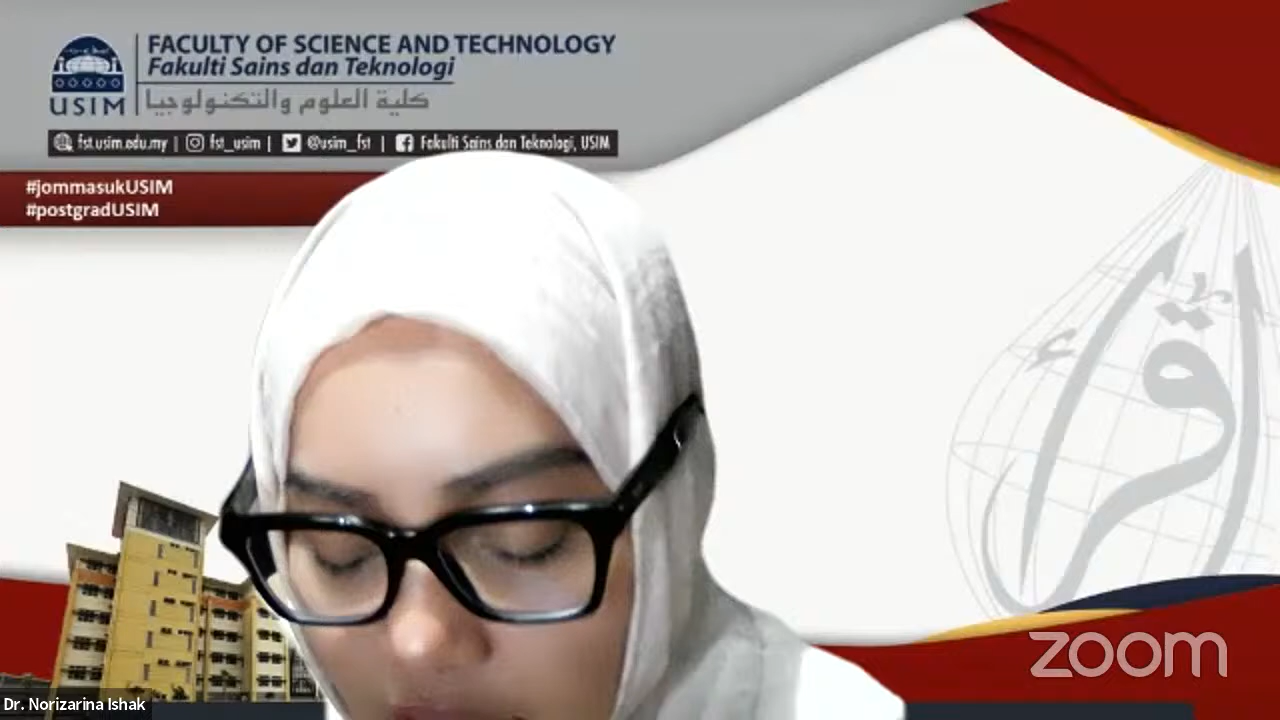 FACULTY OF SCIENCE AND TECHNOLOGY
Fakulti Sains dan Teknologi
كلية العلوم والتكنولوجيا
USIM
fst.usim.edu.my | fst_usim | @usim_fst | Fakulti Sains dan Teknologi, USIM
#jommasukUSIM
#postgradUSIM
اقرأ
zoom
Dr. Norizarina Ishak